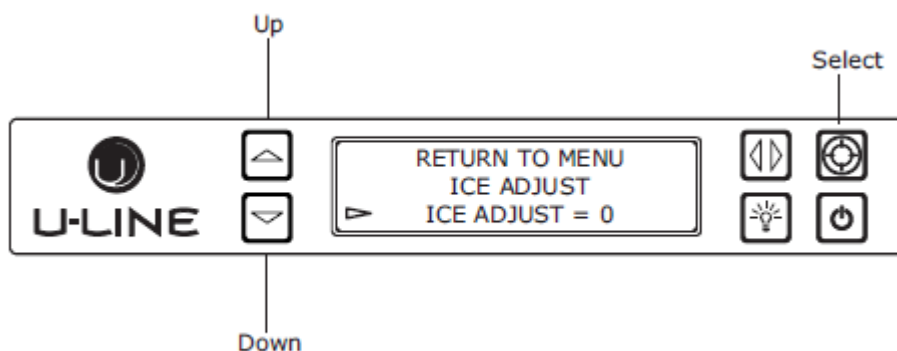 Up
Select
RETURN TO MENU
ICE ADJUST
ICE ADJUST = 0
U
U-LINE
Down